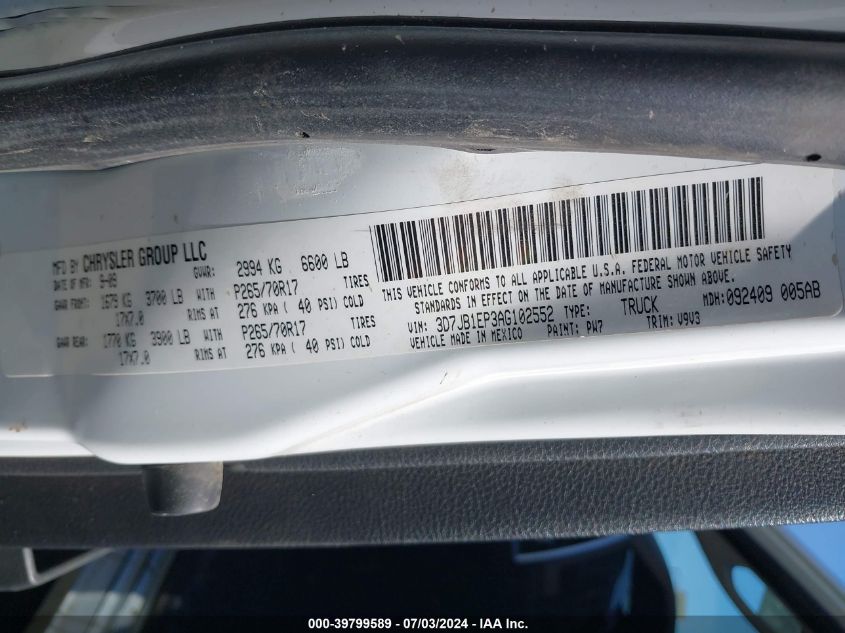 MFD BY CHRYSLER GROUP LLC
DATE OF MFR: 9-09 GVWR: 2994 KG 6600 LB
GAWR FRONT: 1679 KG 3700 LB WITH P265/70R17 TIRES
17X7.0 RIMS AT 276 KPA ( 40 PSI) COLD
GAWR REAR: 1770 KG 3900 LB WITH P265/70R17 TIRES
17X7.0 RIMS AT 276 KPA ( 40 PSI) COLD
THIS VEHICLE CONFORMS TO ALL APPLICABLE U.S.A. FEDERAL MOTOR VEHICLE SAFETY
STANDARDS IN EFFECT ON THE DATE OF MANUFACTURE SHOWN ABOVE.
MDH: 092409 005AB
VIN: 3D7JB1EP3AG102552 TYPE: TRUCK
VEHICLE MADE IN MEXICO PAINT: PW7 TRIM: V9V3
000-39799589 - 07/03/2024 - IAA Inc.